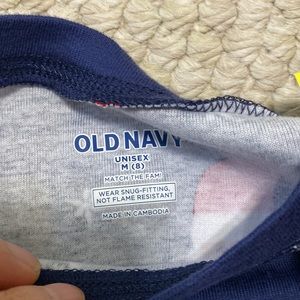 OLD NAVY
UNISEX
M (8)
MATCH THE FAM!
WEAR SNUG-FITTING,
NOT FLAME RESISTANT
MADE IN CAMBODIA